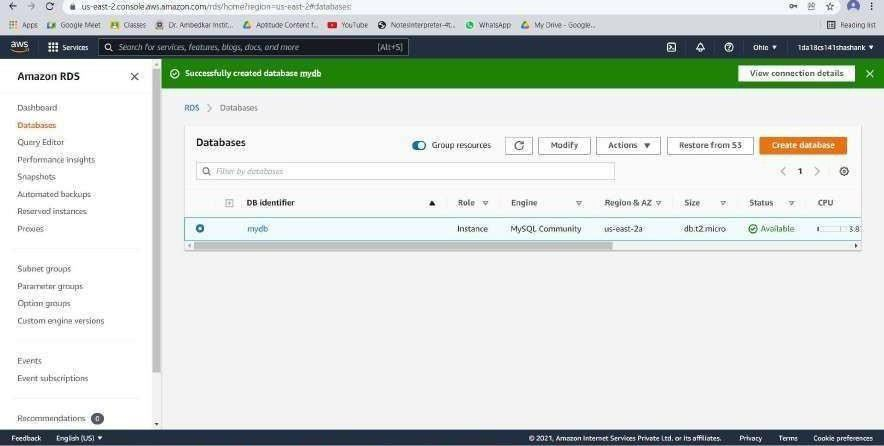 us-east-2.console.aws.amazon.com/rds/home?region=us-east-2#databases:
Apps Google Meet Classes Dr. Ambedkar Instit... Aptitude Content f... YouTube NotesInterpreter-4t... WhatsApp My Drive - Google... Reading list
aws Services Search for services, features, blogs, docs, and more [Alt+S] Ohio 1da18cs141shashank
Amazon RDS
Dashboard
Databases
Query Editor
Performance insights
Snapshots
Automated backups
Reserved instances
Proxies
Subnet groups
Parameter groups
Option groups
Custom engine versions
Events
Event subscriptions
Recommendations 0
Successfully created database mydb View connection details
RDS > Databases
Databases Group resources Modify Actions Restore from S3 Create database
Filter by databases 1
DB identifier Role Engine Region & AZ Size Status CPU
mydb Instance MySQL Community us-east-2a db.t2.micro Available
Feedback English (US) © 2021, Amazon Internet Services Private Ltd. or its affiliates. Privacy Terms Cookie preferences